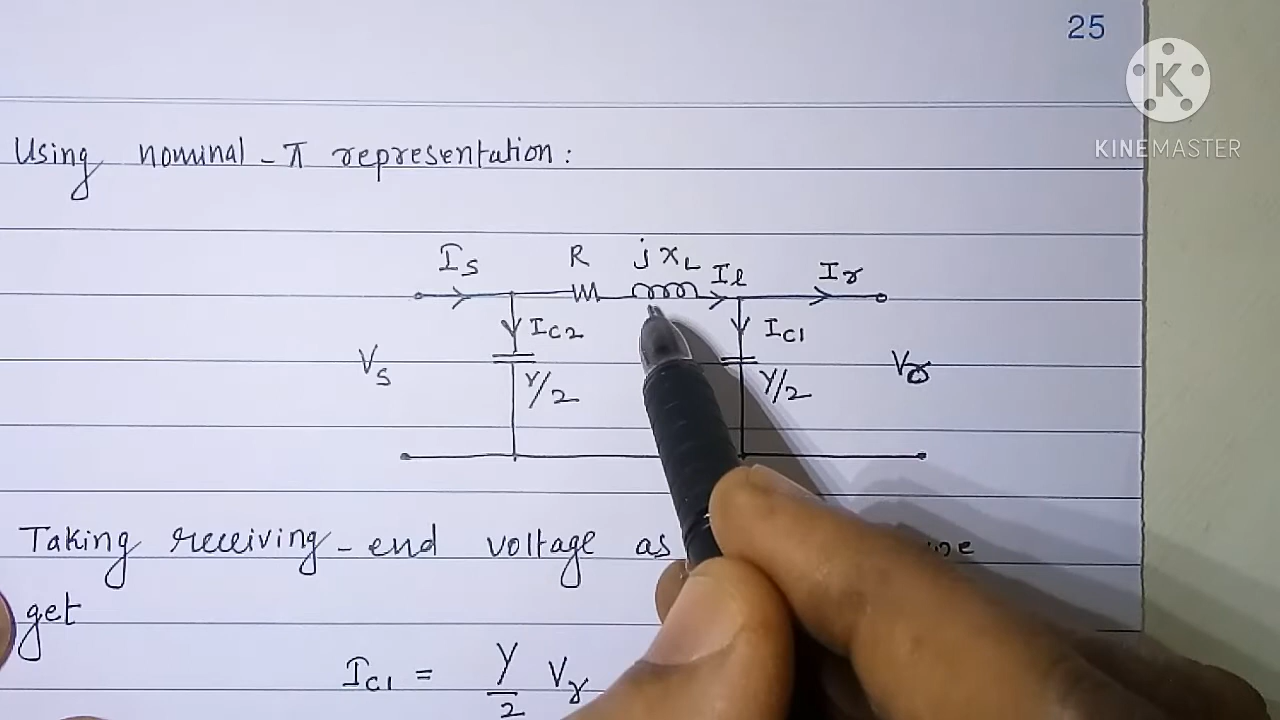 25
KINEMASTER
Using nominal - π representation:
Is R jXL Il Ir
IC2 IC1
Vs Y/2 Y/2 Vr
Taking receiving - end voltage as
get
IC1 = Y/2 Vr